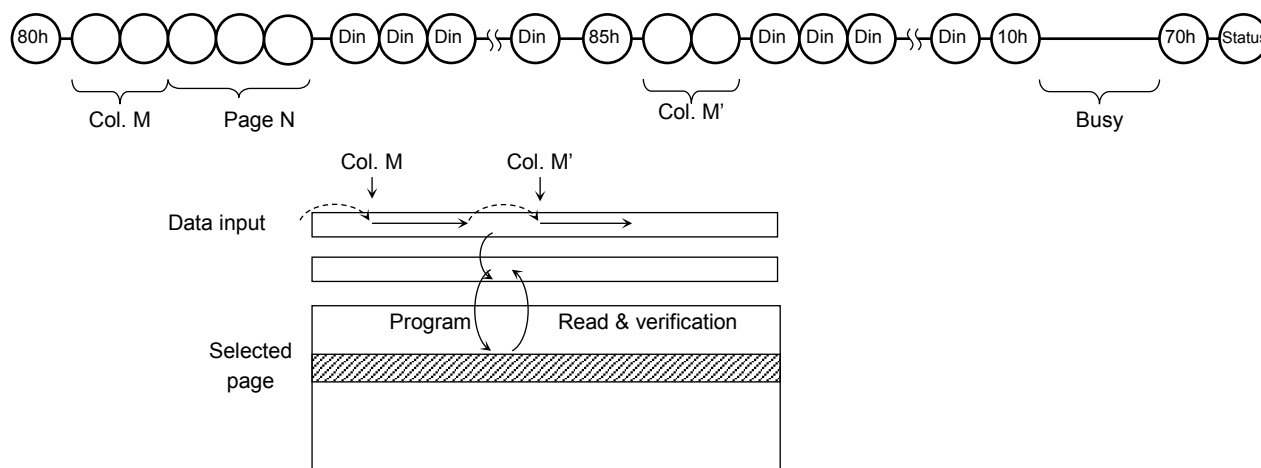 80h Din Din Din Din 85h Din Din Din Din 10h 70h Status
Col. M Page N Col. M’ Busy
Col. M Col. M’
Data input
Program Read & verification
Selected
page